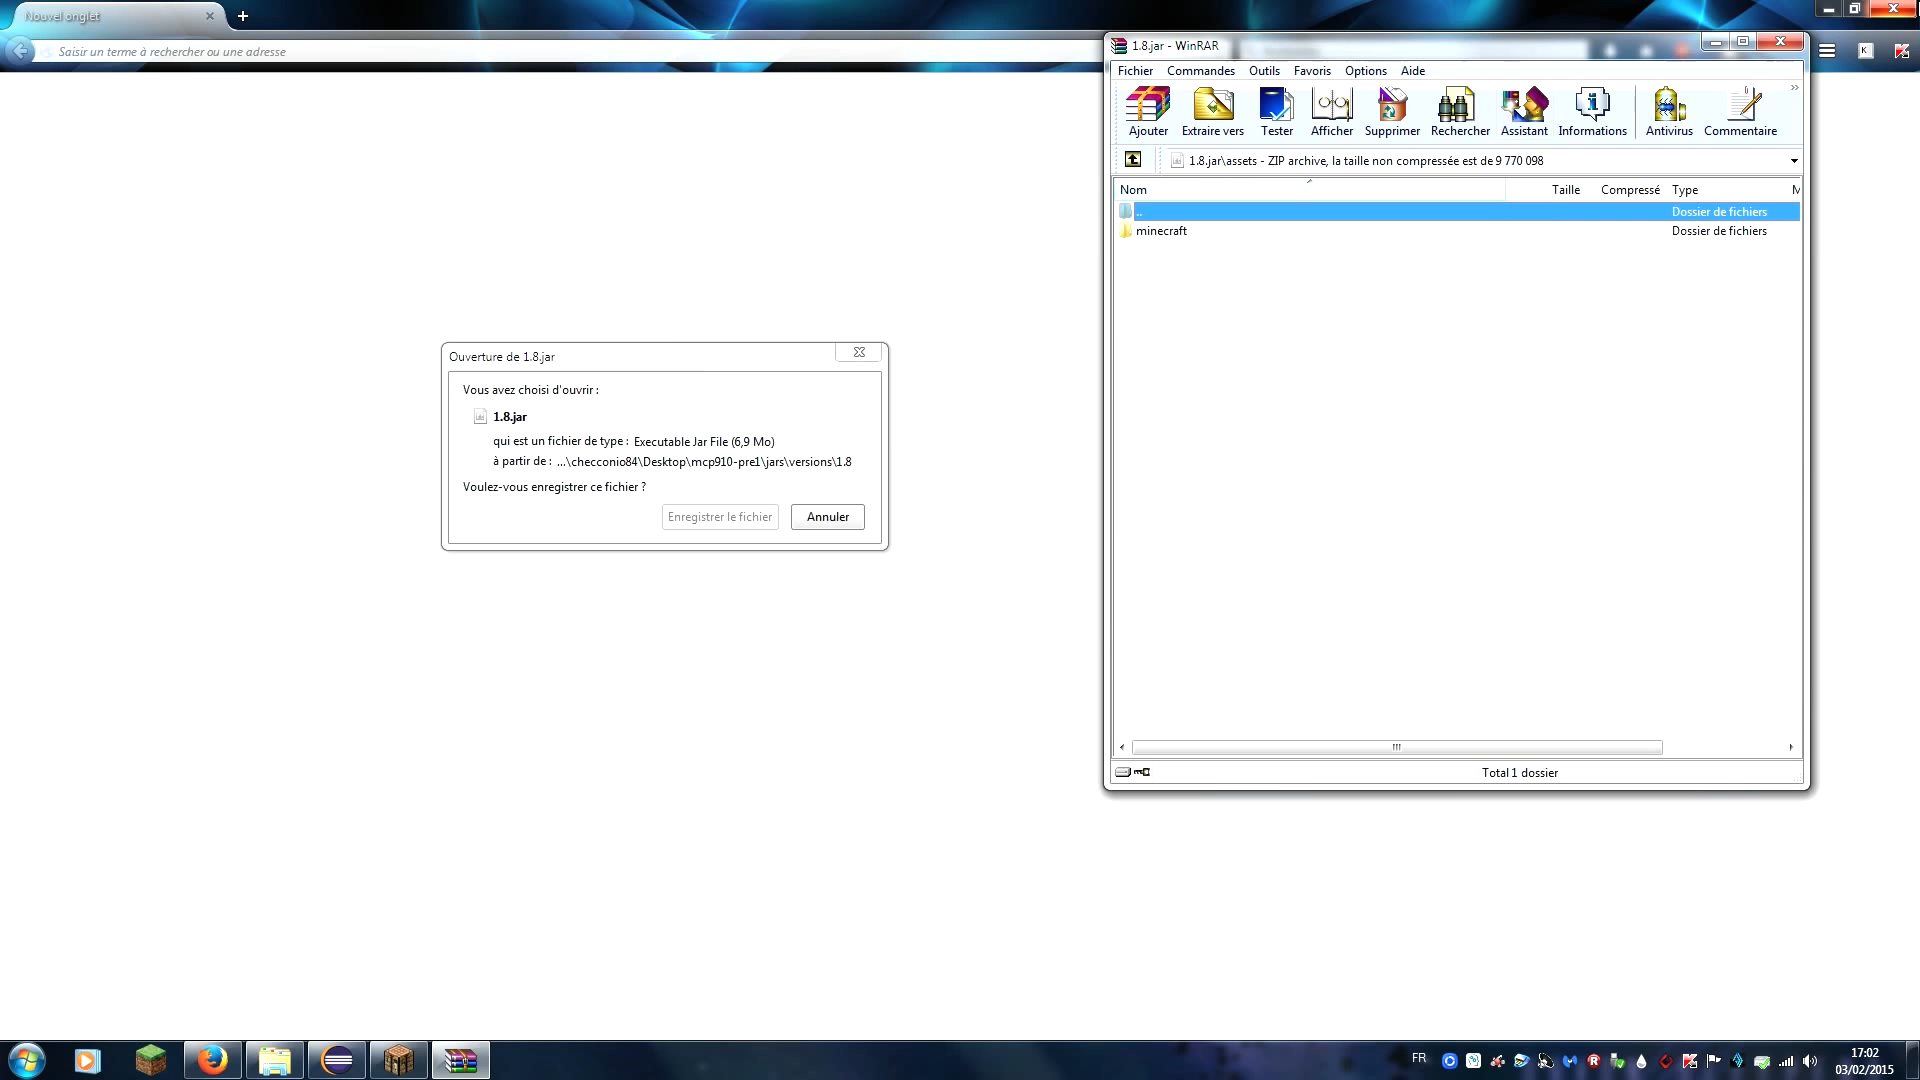 Nouvel onglet
Saisir un terme à rechercher ou une adresse
1.8.jar - WinRAR
Fichier Commandes Outils Favoris Options Aide
Ajouter Extraire vers Tester Afficher Supprimer Rechercher Assistant Informations Antivirus Commentaire
1.8.jar\assets - ZIP archive, la taille non compressée est de 9 770 098
Nom Taille Compressé Type M
.. Dossier de fichiers
minecraft Dossier de fichiers
Total 1 dossier
Ouverture de 1.8.jar
Vous avez choisi d'ouvrir :
1.8.jar
qui est un fichier de type : Executable Jar File (6,9 Mo)
à partir de : ...\checconio84\Desktop\mcp910-pre1\jars\versions\1.8
Voulez-vous enregistrer ce fichier ?
Enregistrer le fichier Annuler
FR
17:02
03/02/2015